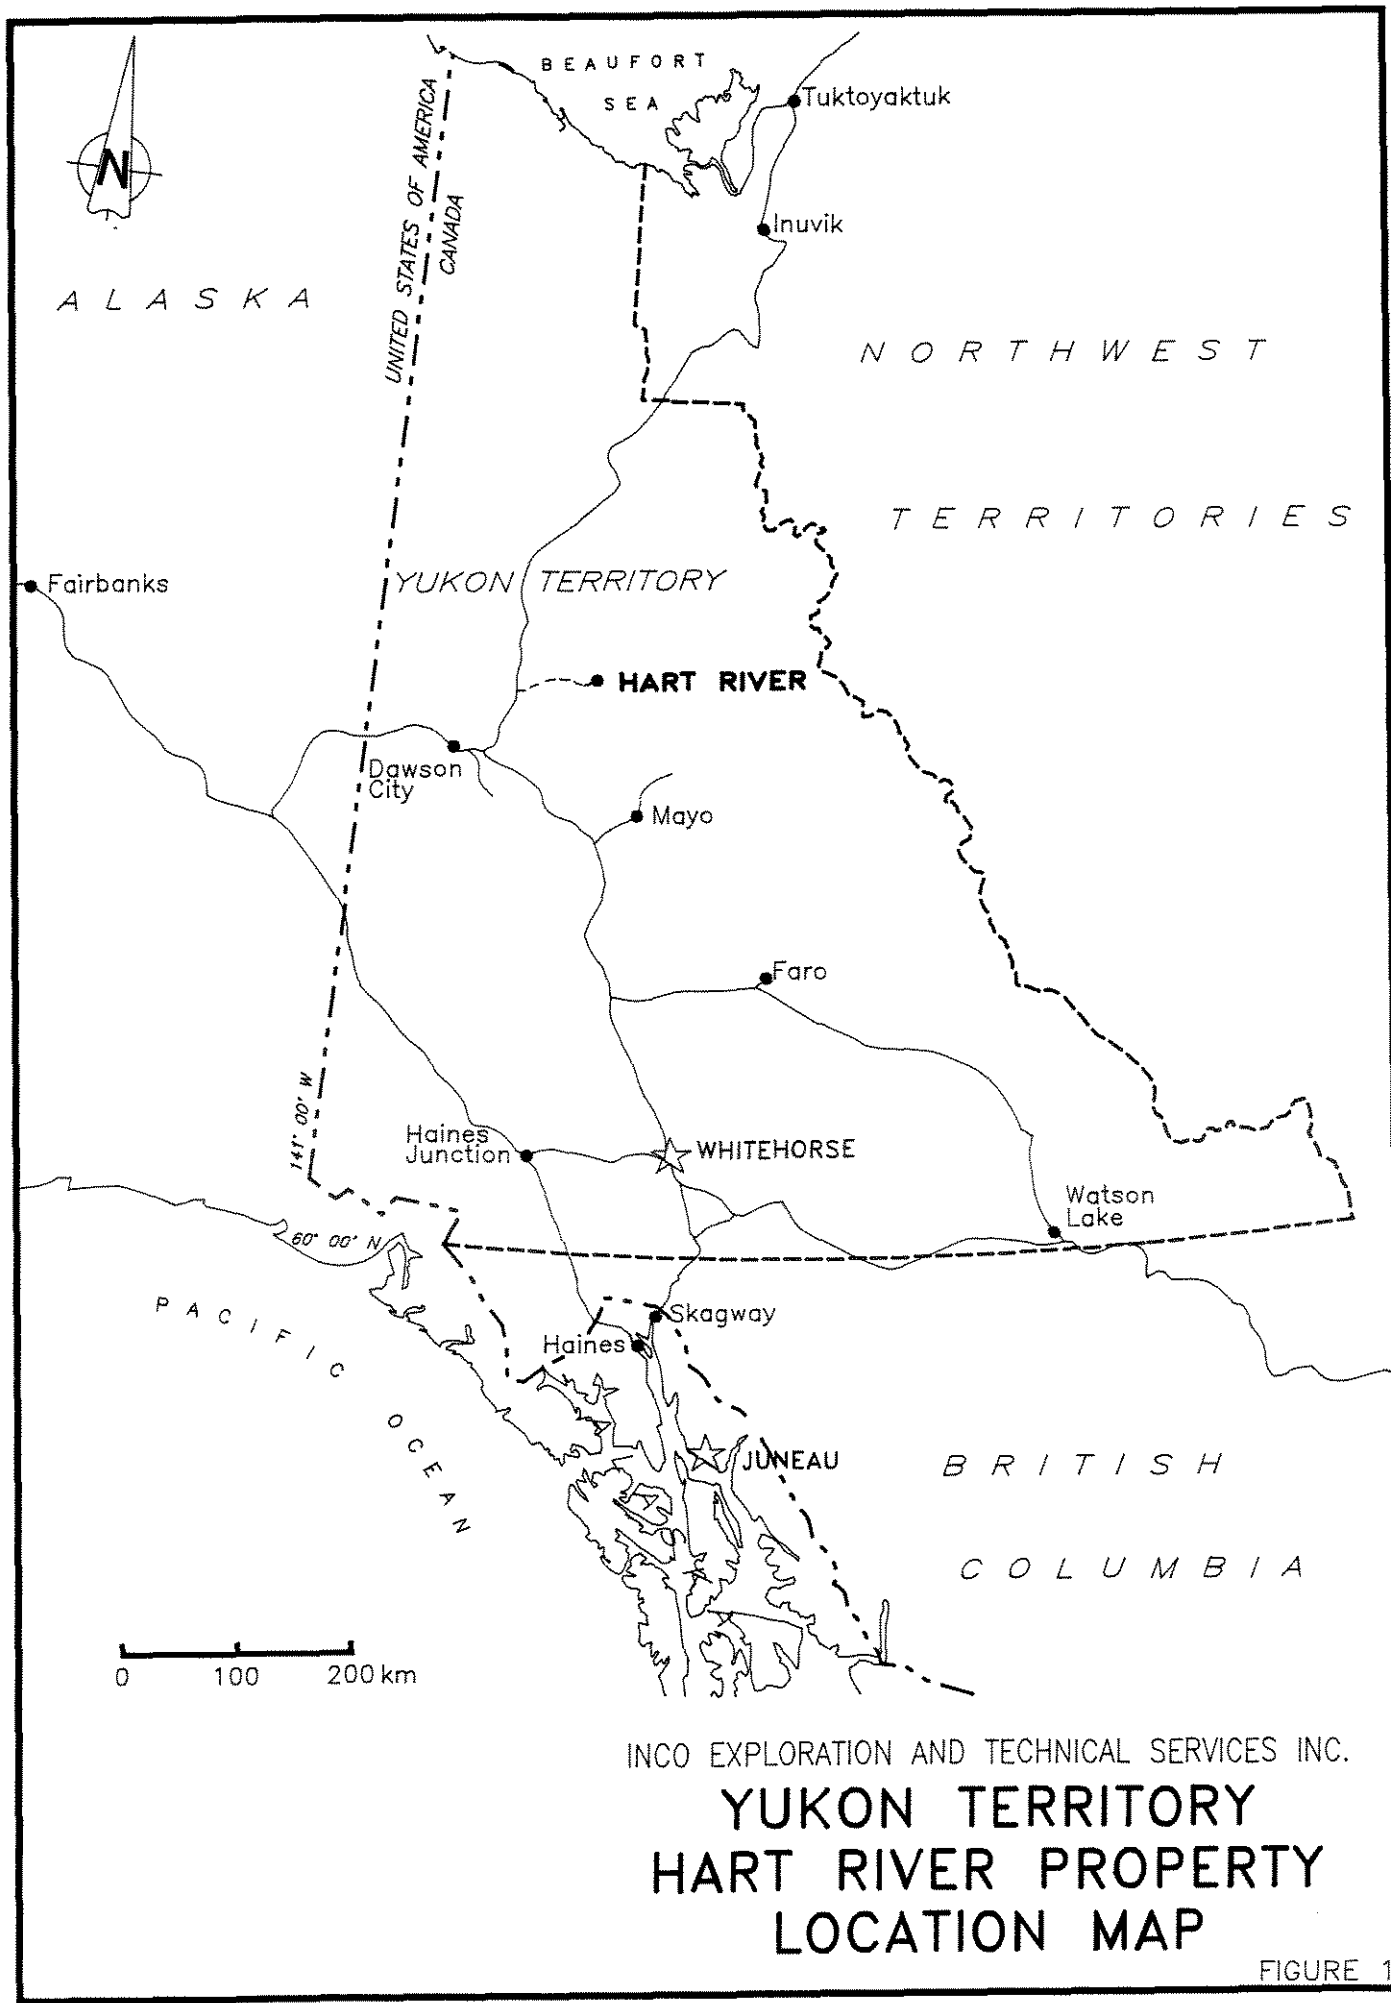 BEAUFORT
SEA
Tuktoyaktuk
N
UNITED STATES OF AMERICA
CANADA
Inuvik
ALASKA
NORTHWEST
TERRITORIES
Fairbanks
YUKON TERRITORY
HART RIVER
Dawson
City
Mayo
Faro
141° 00' W
Haines
Junction
WHITEHORSE
Watson
Lake
60° 00' N
PACIFIC OCEAN
Skagway
Haines
JUNEAU
BRITISH
COLUMBIA
0 100 200 km
INCO EXPLORATION AND TECHNICAL SERVICES INC.
YUKON TERRITORY
HART RIVER PROPERTY
LOCATION MAP
FIGURE 1